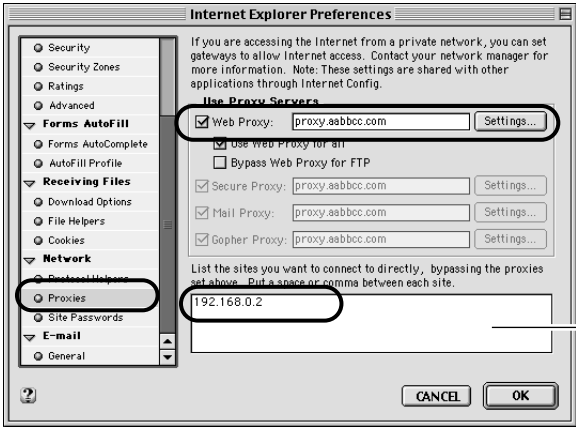 Internet Explorer Preferences
Security
Security Zones
Ratings
Advanced
Forms AutoFill
Forms AutoComplete
AutoFill Profile
Receiving Files
Download Options
File Helpers
Cookies
Network
Protocol Helpers
Proxies
Site Passwords
E-mail
General
If you are accessing the Internet from a private network, you can set
gateways to allow Internet access. Contact your network manager for
more information. Note: These settings are shared with other
applications through Internet Config.
Use Proxy Servers
Web Proxy: proxy.aabbcc.com Settings...
Use Web Proxy for all
Bypass Web Proxy for FTP
Secure Proxy: proxy.aabbcc.com Settings...
Mail Proxy: proxy.aabbcc.com Settings...
Gopher Proxy: proxy.aabbcc.com Settings...
List the sites you want to connect to directly, bypassing the proxies
set above. Put a space or comma between each site.
192.168.0.2
?
CANCEL OK